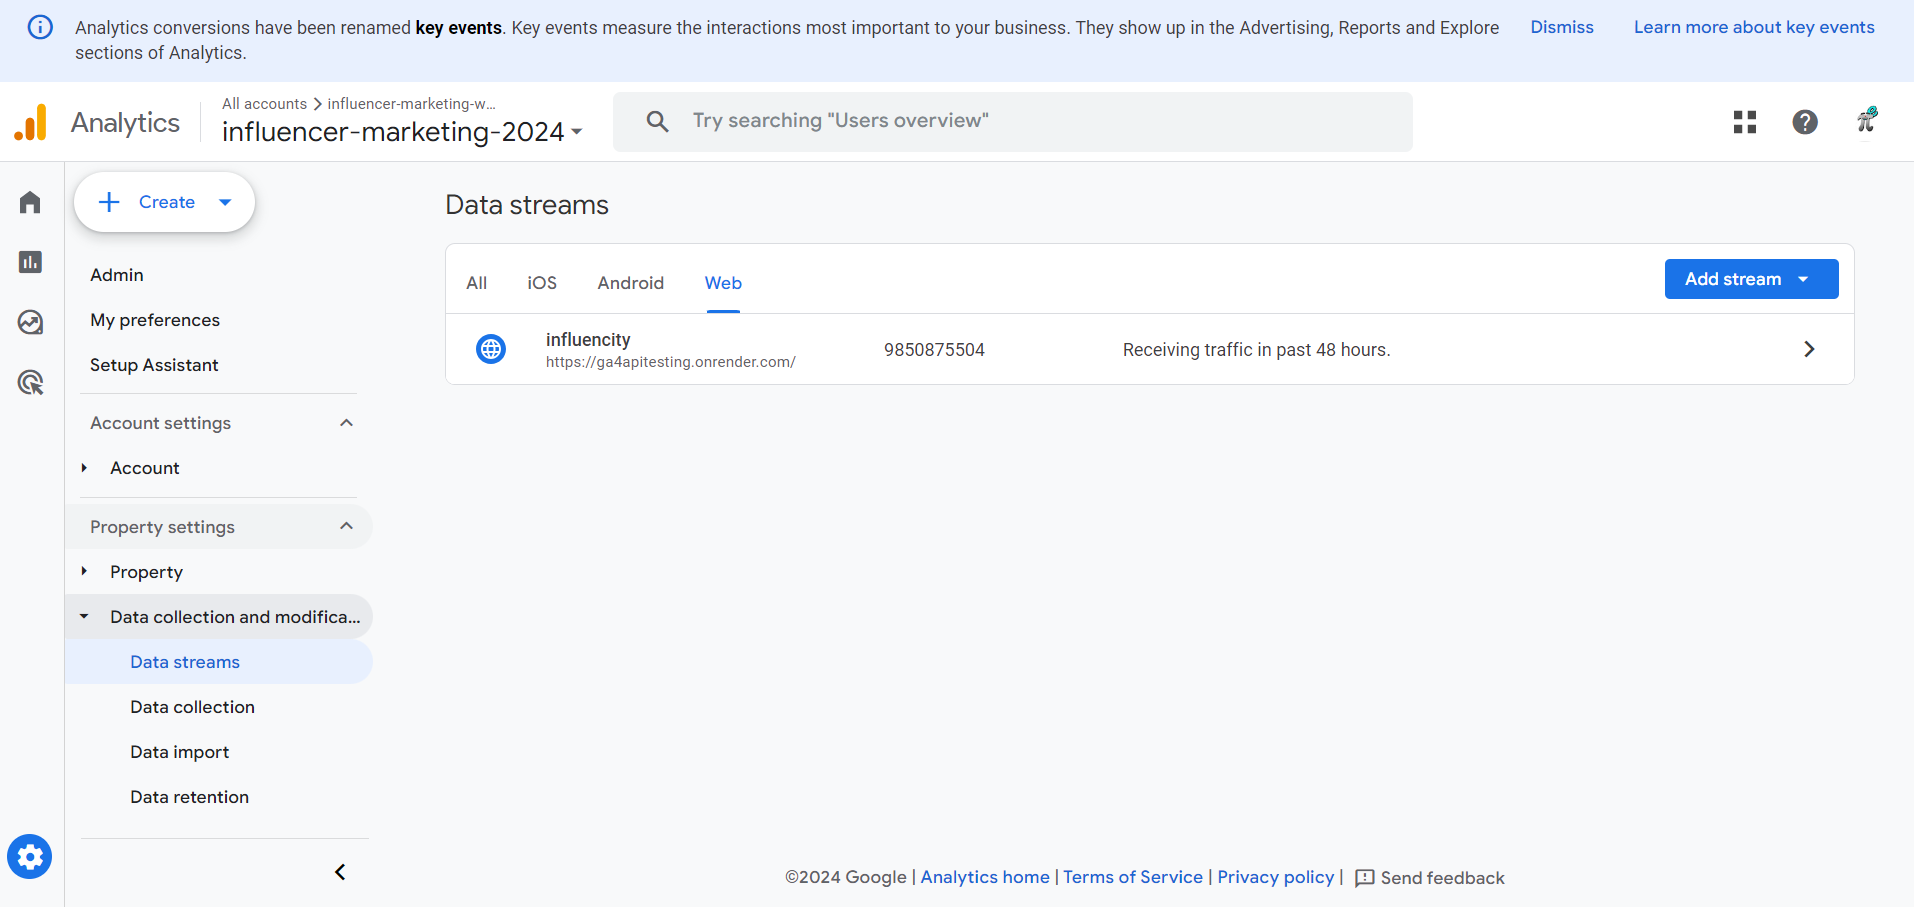 Analytics conversions have been renamed key events. Key events measure the interactions most important to your business. They show up in the Advertising, Reports and Explore
sections of Analytics.
Dismiss
Learn more about key events
Analytics
All accounts
influencer-marketing-w...
influencer-marketing-2024
Try searching "Users overview"
Create
Admin
My preferences
Setup Assistant
Account settings
Account
Property settings
Property
Data collection and modifica...
Data streams
Data collection
Data import
Data retention
Data streams
All
iOS
Android
Web
Add stream
influencity
https://ga4apitesting.onrender.com/
9850875504
Receiving traffic in past 48 hours.
©2024 Google | Analytics home | Terms of Service | Privacy policy | Send feedback